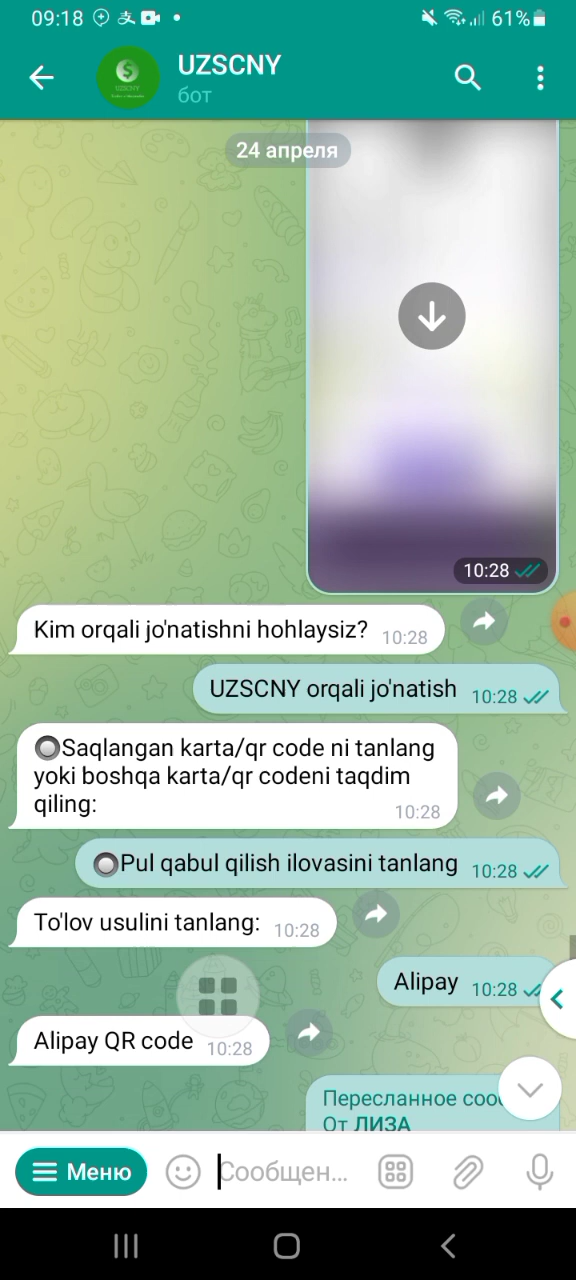 09:18
61%
UZSCNY
бот
24 апреля
10:28
Kim orqali jo'natishni hohlaysiz? 10:28
UZSCNY orqali jo'natish 10:28
Saqlangan karta/qr code ni tanlang
yoki boshqa karta/qr codeni taqdim
qiling: 10:28
Pul qabul qilish ilovasini tanlang 10:28
To'lov usulini tanlang: 10:28
Alipay 10:28
Alipay QR code 10:28
Пересланное
От ЛИЗА
Меню
Сообщен...